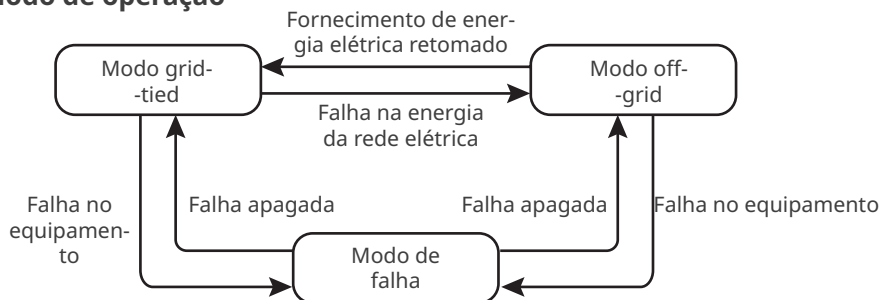 modo de operação
Fornecimento de ener-
gia elétrica retomado
Modo grid-
-tied
Modo off-
-grid
Falha na energia
da rede elétrica
Falha no
equipamen-
to
Falha apagada
Falha apagada
Falha no equipamento
Modo de
falha